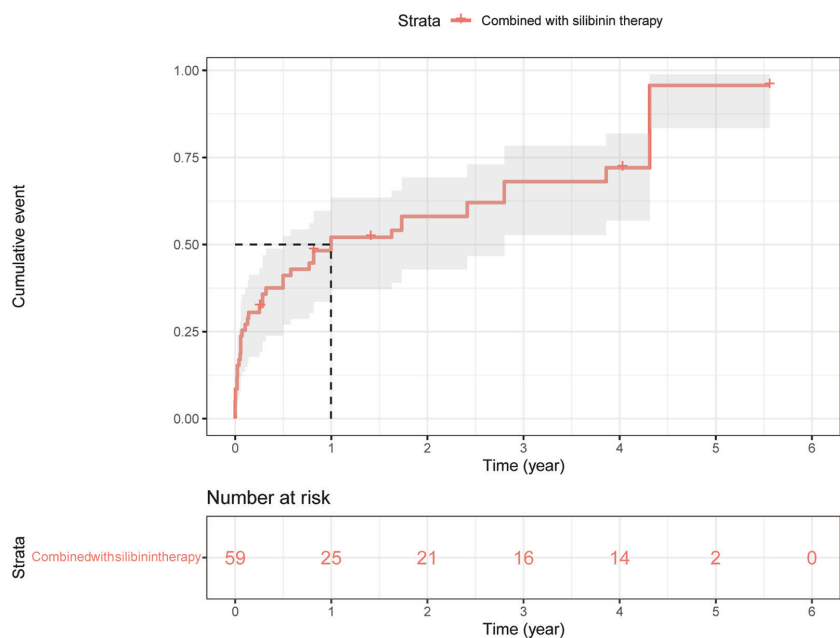 Strata Combined with silibinin therapy
Cumulative event
1.00
0.75
0.50
0.25
0.00
0 1 2 3 4 5 6
Time (year)
Number at risk
Strata
Combinedwithsilibinintherapy 59 25 21 16 14 2 0
0 1 2 3 4 5 6
Time (year)